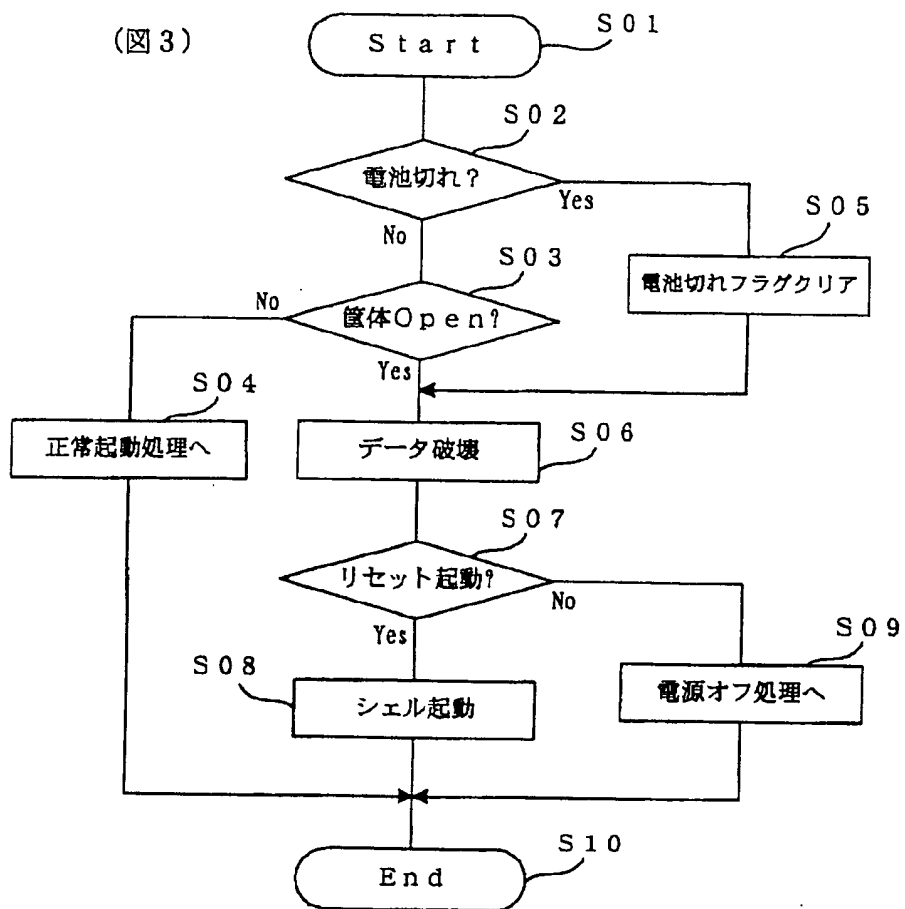 (図3)
Start
S01
S02
電池切れ?
Yes
No
S05
電池切れフラグクリア
S03
筐体Open?
No
Yes
S04
正常起動処理へ
データ破壊
S06
S07
リセット起動?
No
Yes
S09
電源オフ処理へ
S08
シェル起動
S10
End